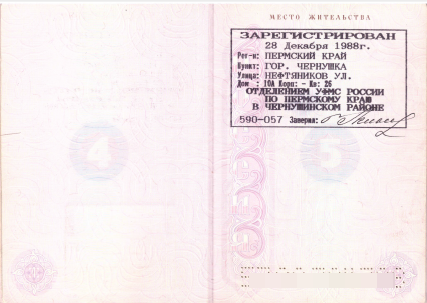 МЕСТО ЖИТЕЛЬСТВА
ЗАРЕГИСТРИРОВАН
28 Декабря 1988г.
Рег-н: ПЕРМСКИЙ КРАЙ
Пункт: ГОР. ЧЕРНУШКА
Улица: НЕФТЯНИКОВ УЛ.
Дом : 10А Корп: - Кв: 26
ОТДЕЛЕНИЕМ УФМС РОССИИ
ПО ПЕРМСКОМУ КРАЮ
В ЧЕРНУШИНСКОМ РАЙОНЕ
590-057 Заверил:
4 5